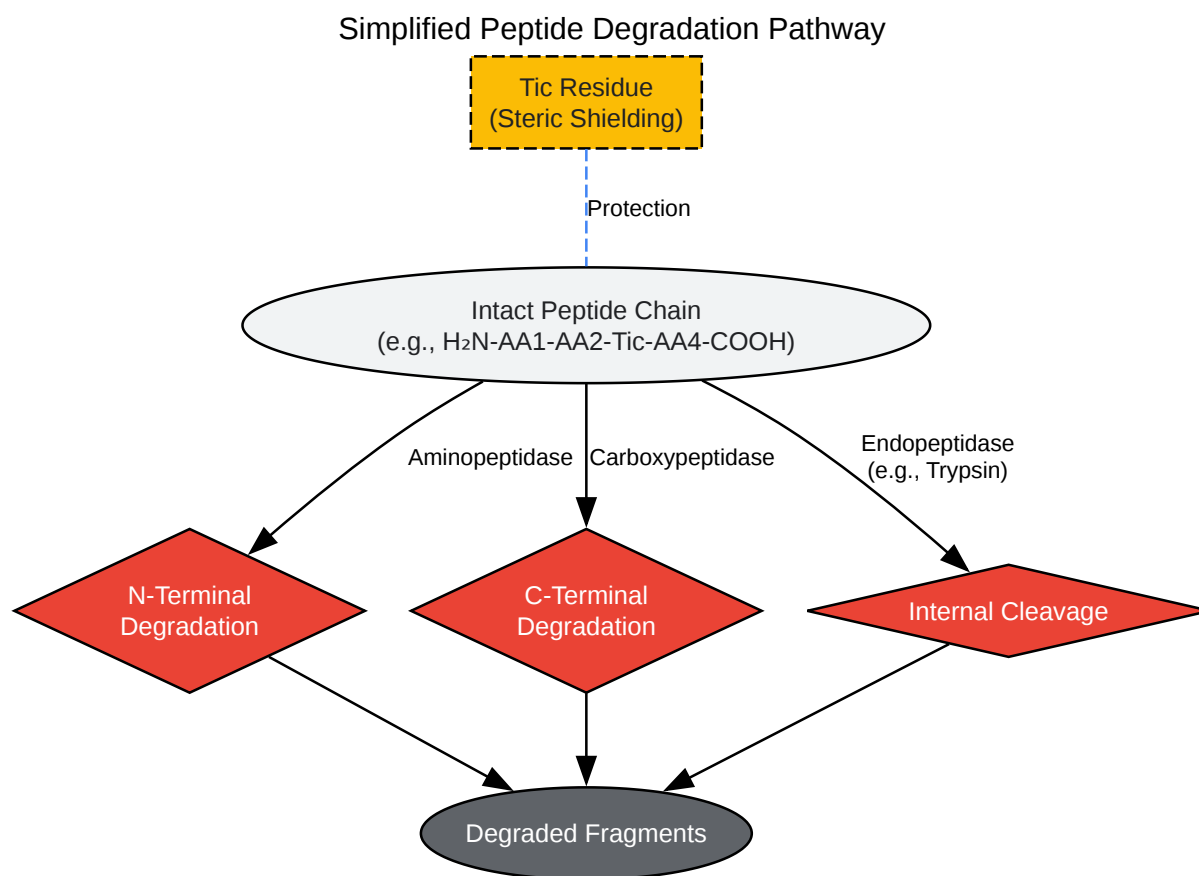 Simplified Peptide Degradation Pathway
Tic Residue
(Steric Shielding)
Protection
Intact Peptide Chain
(e.g., H₂N-AA1-AA2-Tic-AA4-COOH)
Aminopeptidase
Carboxypeptidase
Endopeptidase
(e.g., Trypsin)
N-Terminal
Degradation
C-Terminal
Degradation
Internal Cleavage
Degraded Fragments